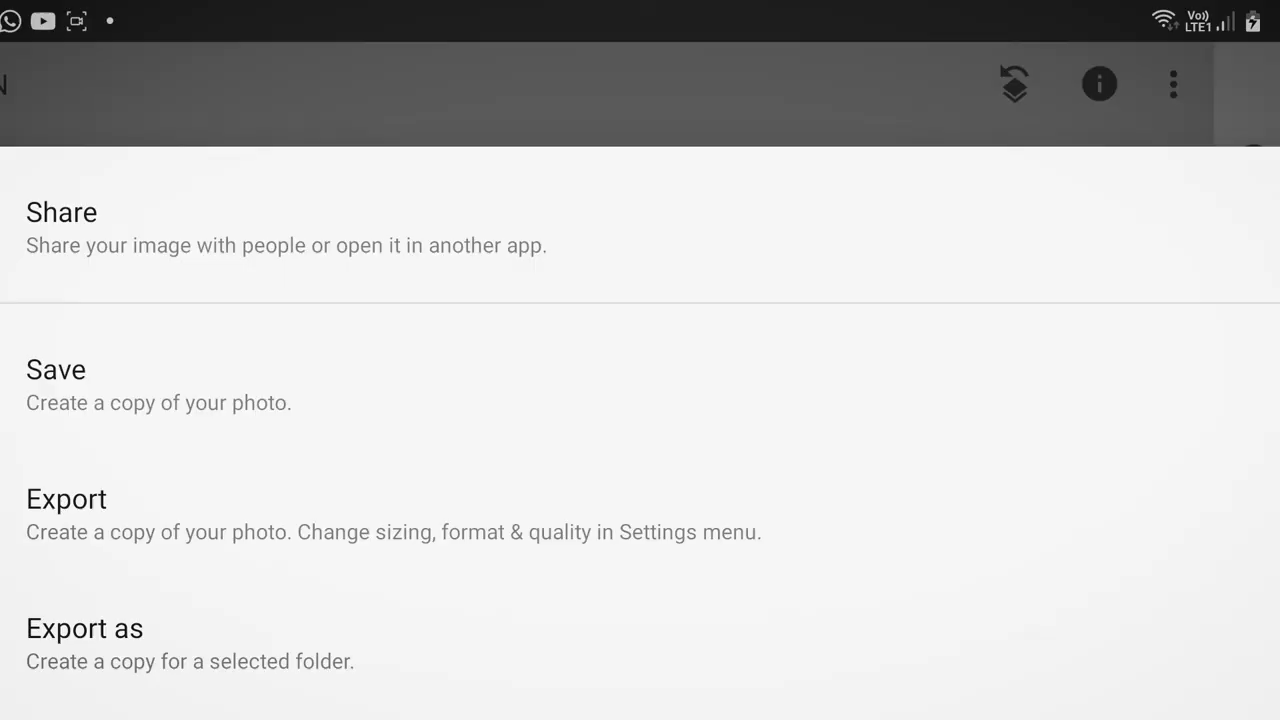 Vo))
LTE1
N
Share
Share your image with people or open it in another app.
Save
Create a copy of your photo.
Export
Create a copy of your photo. Change sizing, format & quality in Settings menu.
Export as
Create a copy for a selected folder.